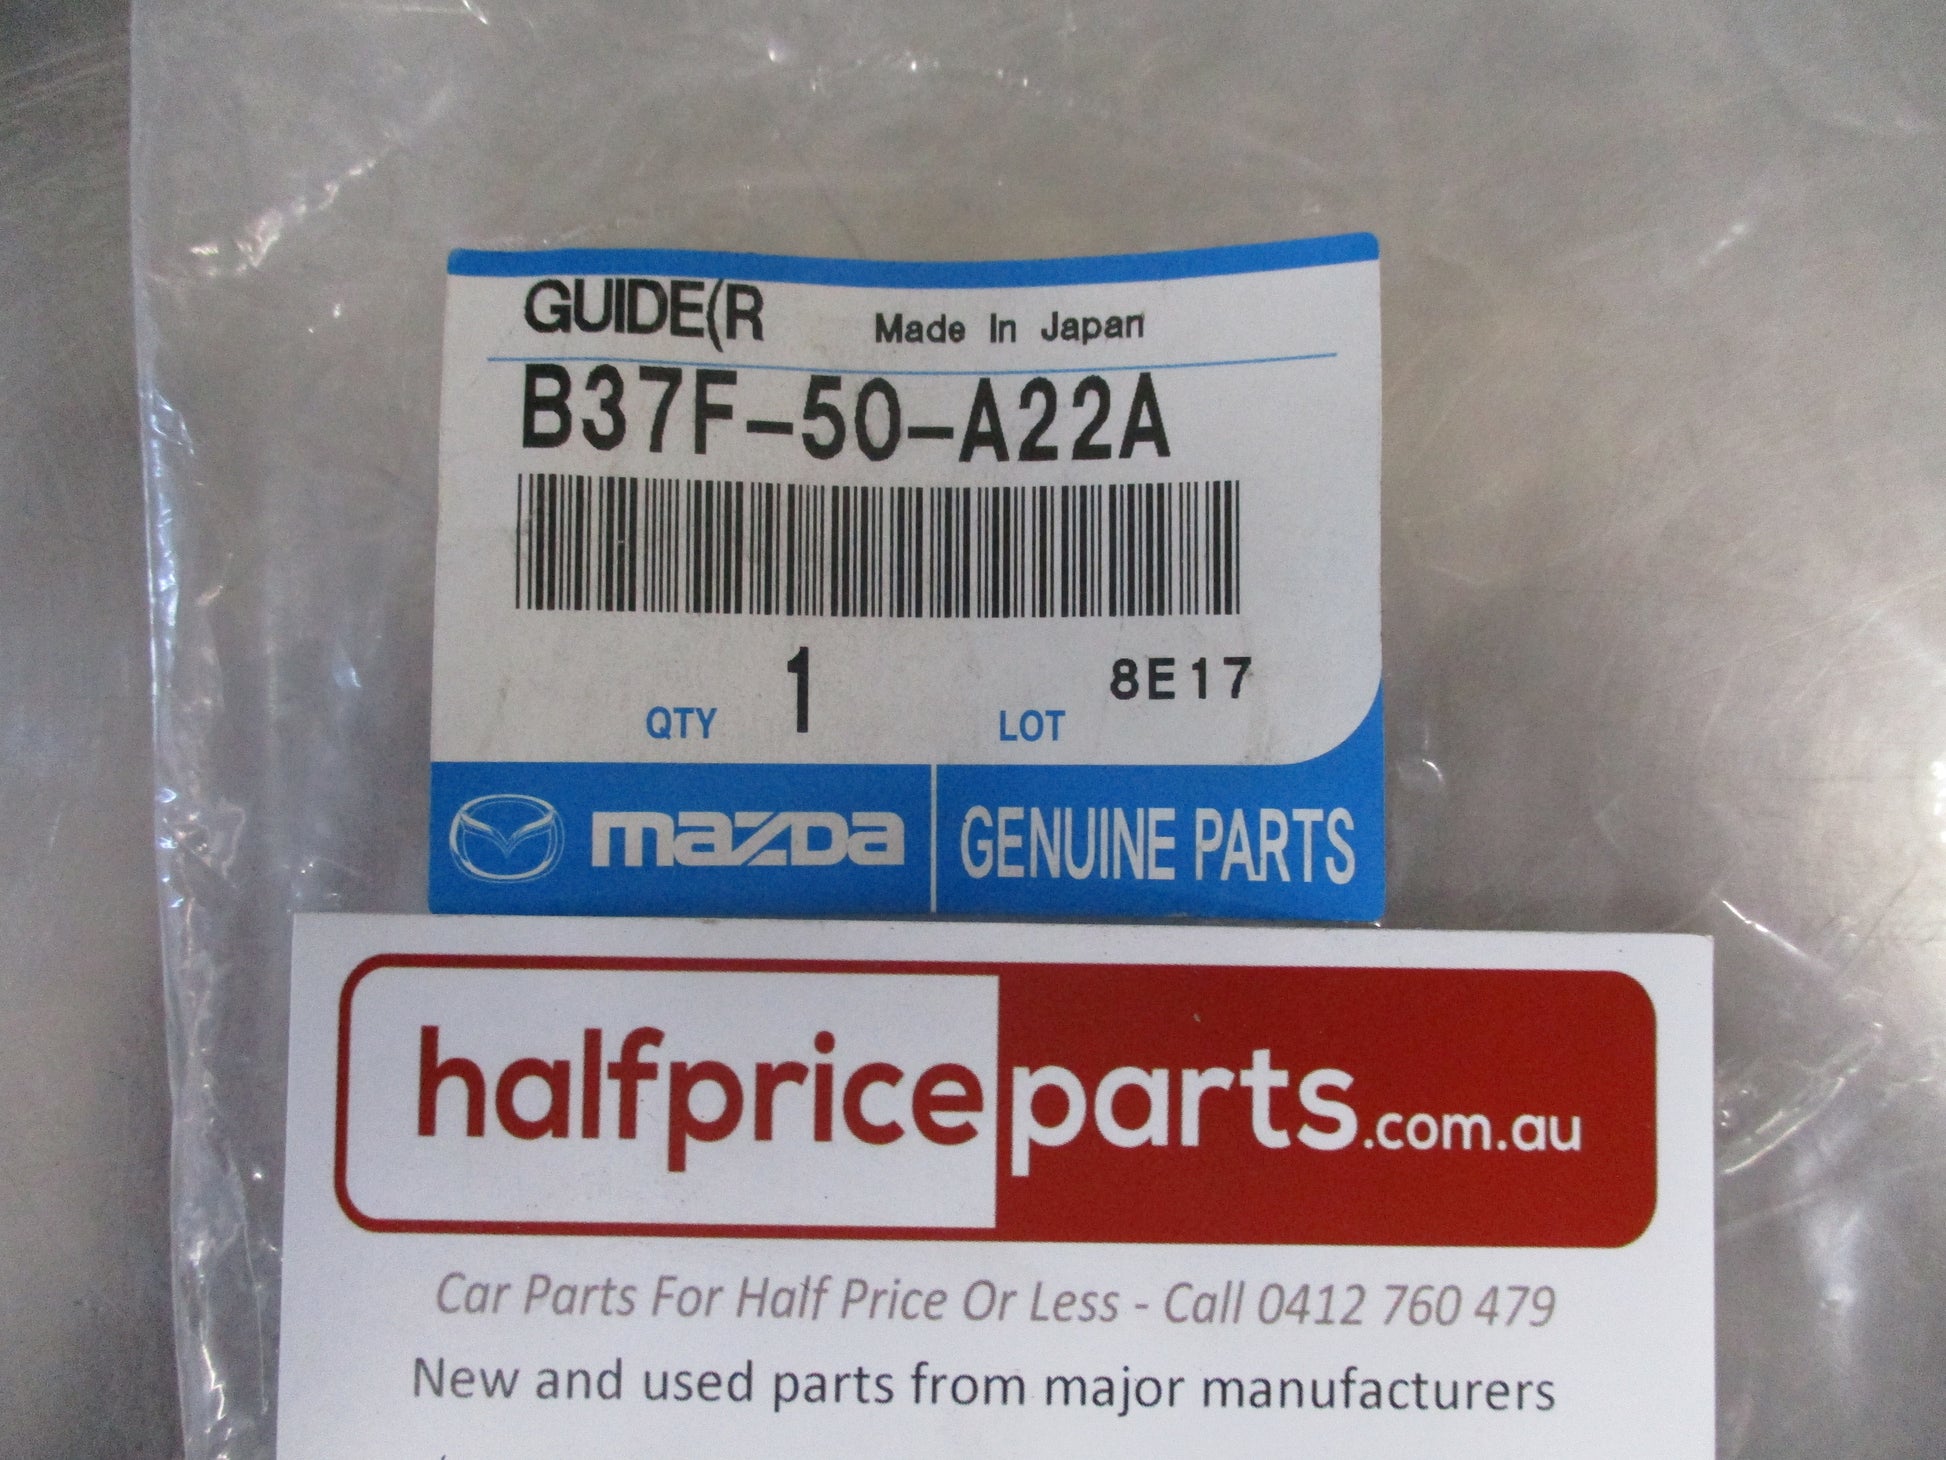 GUIDE(R Made In Japan
B37F-50-A22A
QTY 1 LOT 8E17
mazda GENUINE PARTS
halfpriceparts.com.au
Car Parts For Half Price Or Less - Call 0412 760 479
New and used parts from major manufacturers